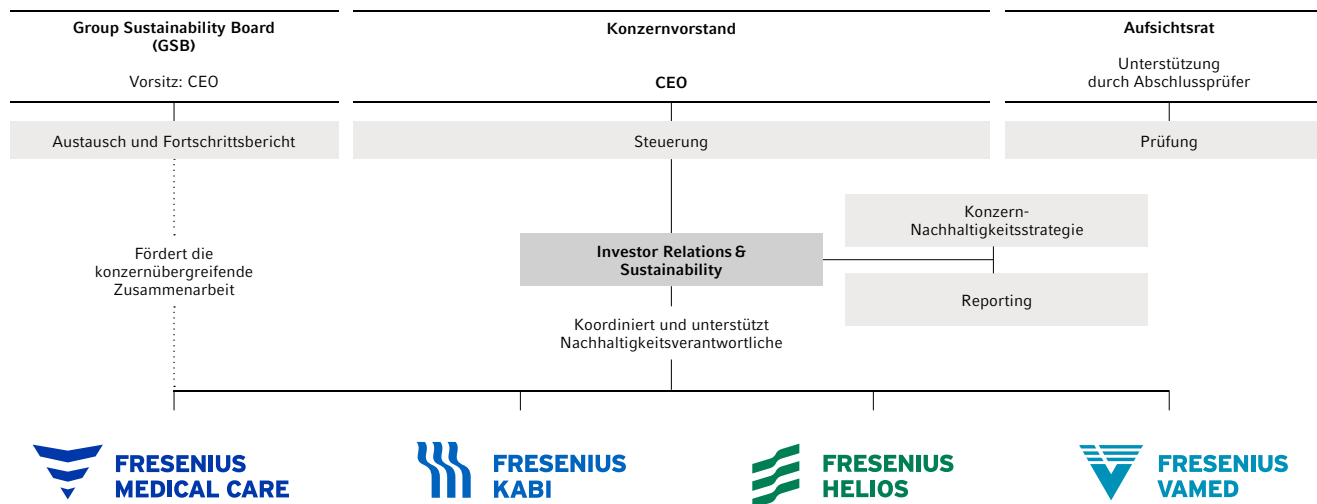 Group Sustainability Board
(GSB)
Vorsitz: CEO
Konzernvorstand
CEO
Aufsichtsrat
Unterstützung
durch Abschlussprüfer
Austausch und Fortschrittsbericht
Steuerung
Prüfung
Fördert die
konzernübergreifende
Zusammenarbeit
Investor Relations &
Sustainability
Konzern-
Nachhaltigkeitsstrategie
Reporting
Koordiniert und unterstützt
Nachhaltigkeitsverantwortliche
FRESENIUS
MEDICAL CARE
FRESENIUS
KABI
FRESENIUS
HELIOS
FRESENIUS
VAMED